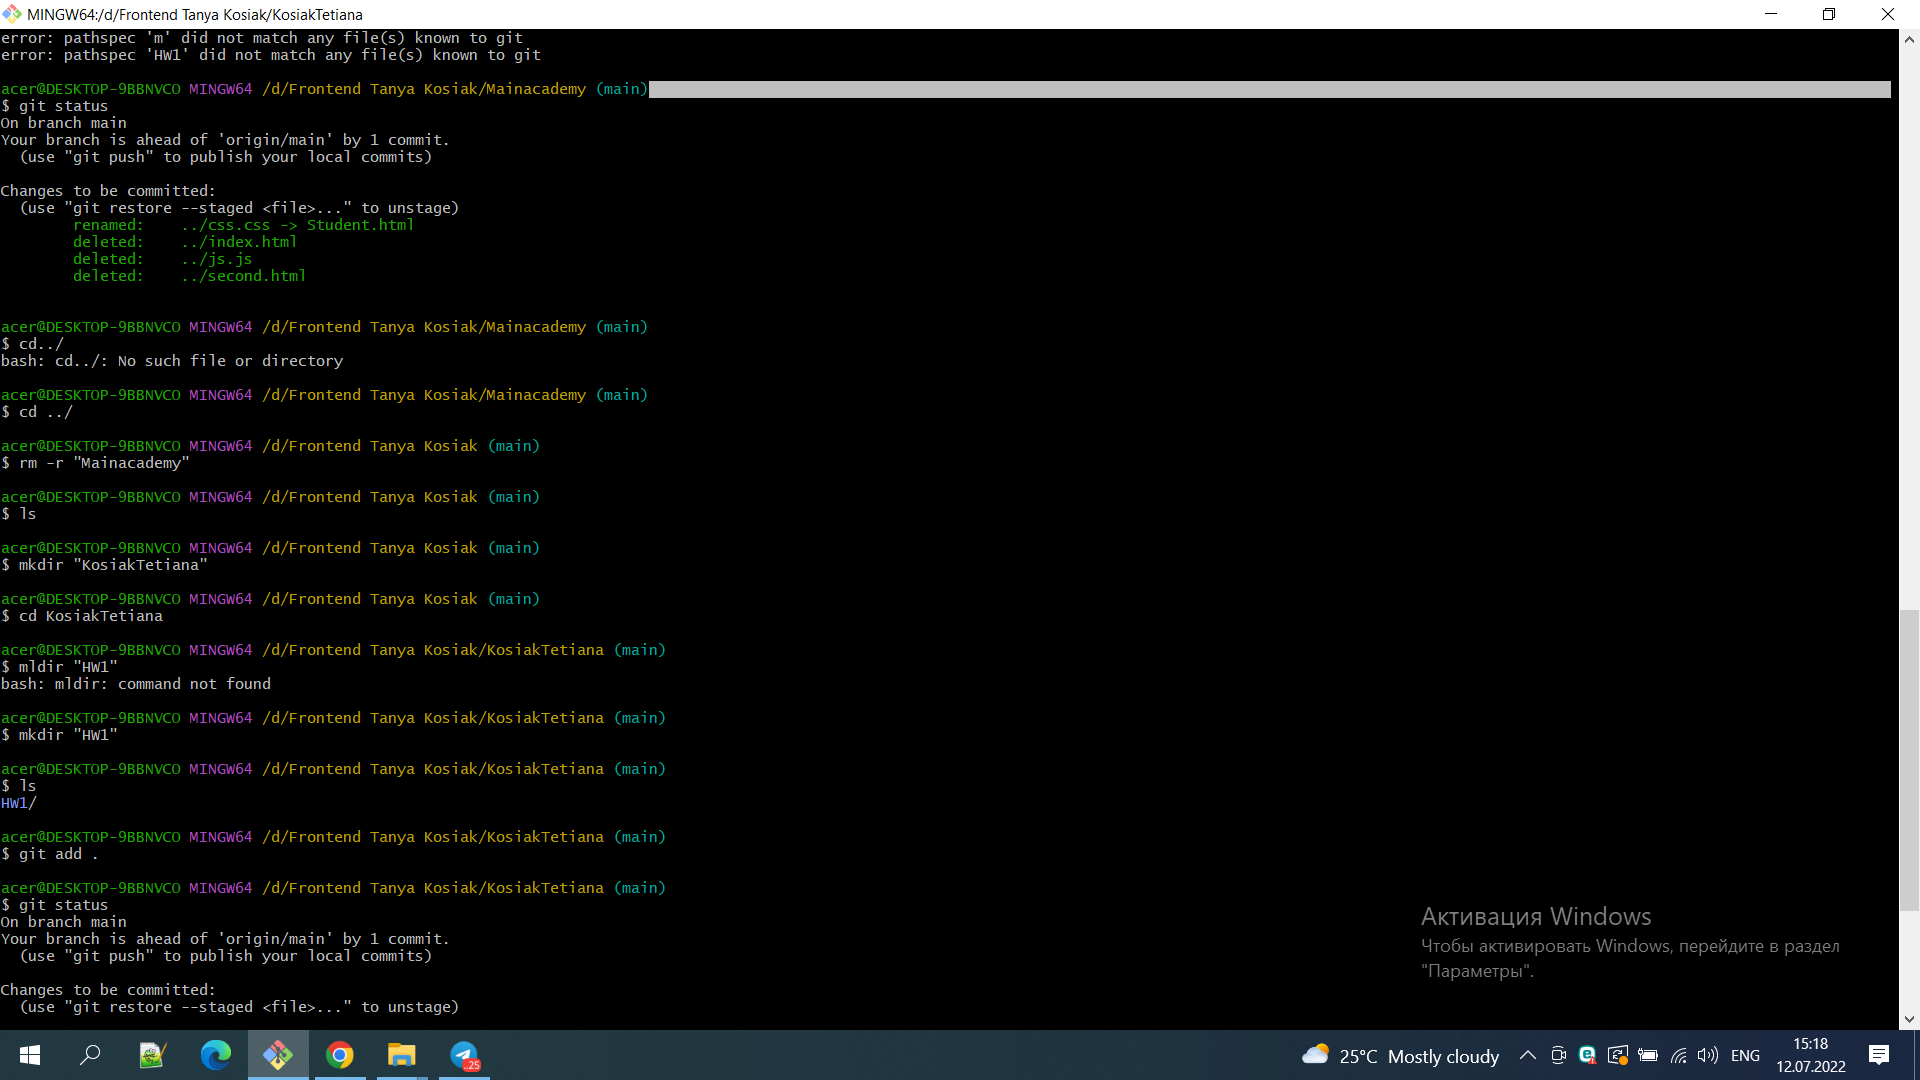 MINGW64:/d/Frontend Tanya Kosiak/KosiakTetiana
error: pathspec 'm' did not match any file(s) known to git
error: pathspec 'HW1' did not match any file(s) known to git
acer@DESKTOP-9BBNVCO MINGW64 /d/Frontend Tanya Kosiak/Mainacademy (main)
$ git status
On branch main
Your branch is ahead of 'origin/main' by 1 commit.
(use "git push" to publish your local commits)
Changes to be committed:
(use "git restore --staged <file>..." to unstage)
renamed: ../css.css -> Student.html
deleted: ../index.html
deleted: ../js.js
deleted: ../second.html
acer@DESKTOP-9BBNVCO MINGW64 /d/Frontend Tanya Kosiak/Mainacademy (main)
$ cd../
bash: cd../: No such file or directory
acer@DESKTOP-9BBNVCO MINGW64 /d/Frontend Tanya Kosiak/Mainacademy (main)
$ cd ../
acer@DESKTOP-9BBNVCO MINGW64 /d/Frontend Tanya Kosiak (main)
$ rm -r "Mainacademy"
acer@DESKTOP-9BBNVCO MINGW64 /d/Frontend Tanya Kosiak (main)
$ ls
acer@DESKTOP-9BBNVCO MINGW64 /d/Frontend Tanya Kosiak (main)
$ mkdir "KosiakTetiana"
acer@DESKTOP-9BBNVCO MINGW64 /d/Frontend Tanya Kosiak (main)
$ cd KosiakTetiana
acer@DESKTOP-9BBNVCO MINGW64 /d/Frontend Tanya Kosiak/KosiakTetiana (main)
$ mldir "HW1"
bash: mldir: command not found
acer@DESKTOP-9BBNVCO MINGW64 /d/Frontend Tanya Kosiak/KosiakTetiana (main)
$ mkdir "HW1"
acer@DESKTOP-9BBNVCO MINGW64 /d/Frontend Tanya Kosiak/KosiakTetiana (main)
$ ls
HW1/
acer@DESKTOP-9BBNVCO MINGW64 /d/Frontend Tanya Kosiak/KosiakTetiana (main)
$ git add .
acer@DESKTOP-9BBNVCO MINGW64 /d/Frontend Tanya Kosiak/KosiakTetiana (main)
$ git status
On branch main
Your branch is ahead of 'origin/main' by 1 commit.
(use "git push" to publish your local commits)
Changes to be committed:
(use "git restore --staged <file>..." to unstage)
Активация Windows
Чтобы активировать Windows, перейдите в раздел
"Параметры".
..25
25°C Mostly cloudy
ENG
15:18
12.07.2022